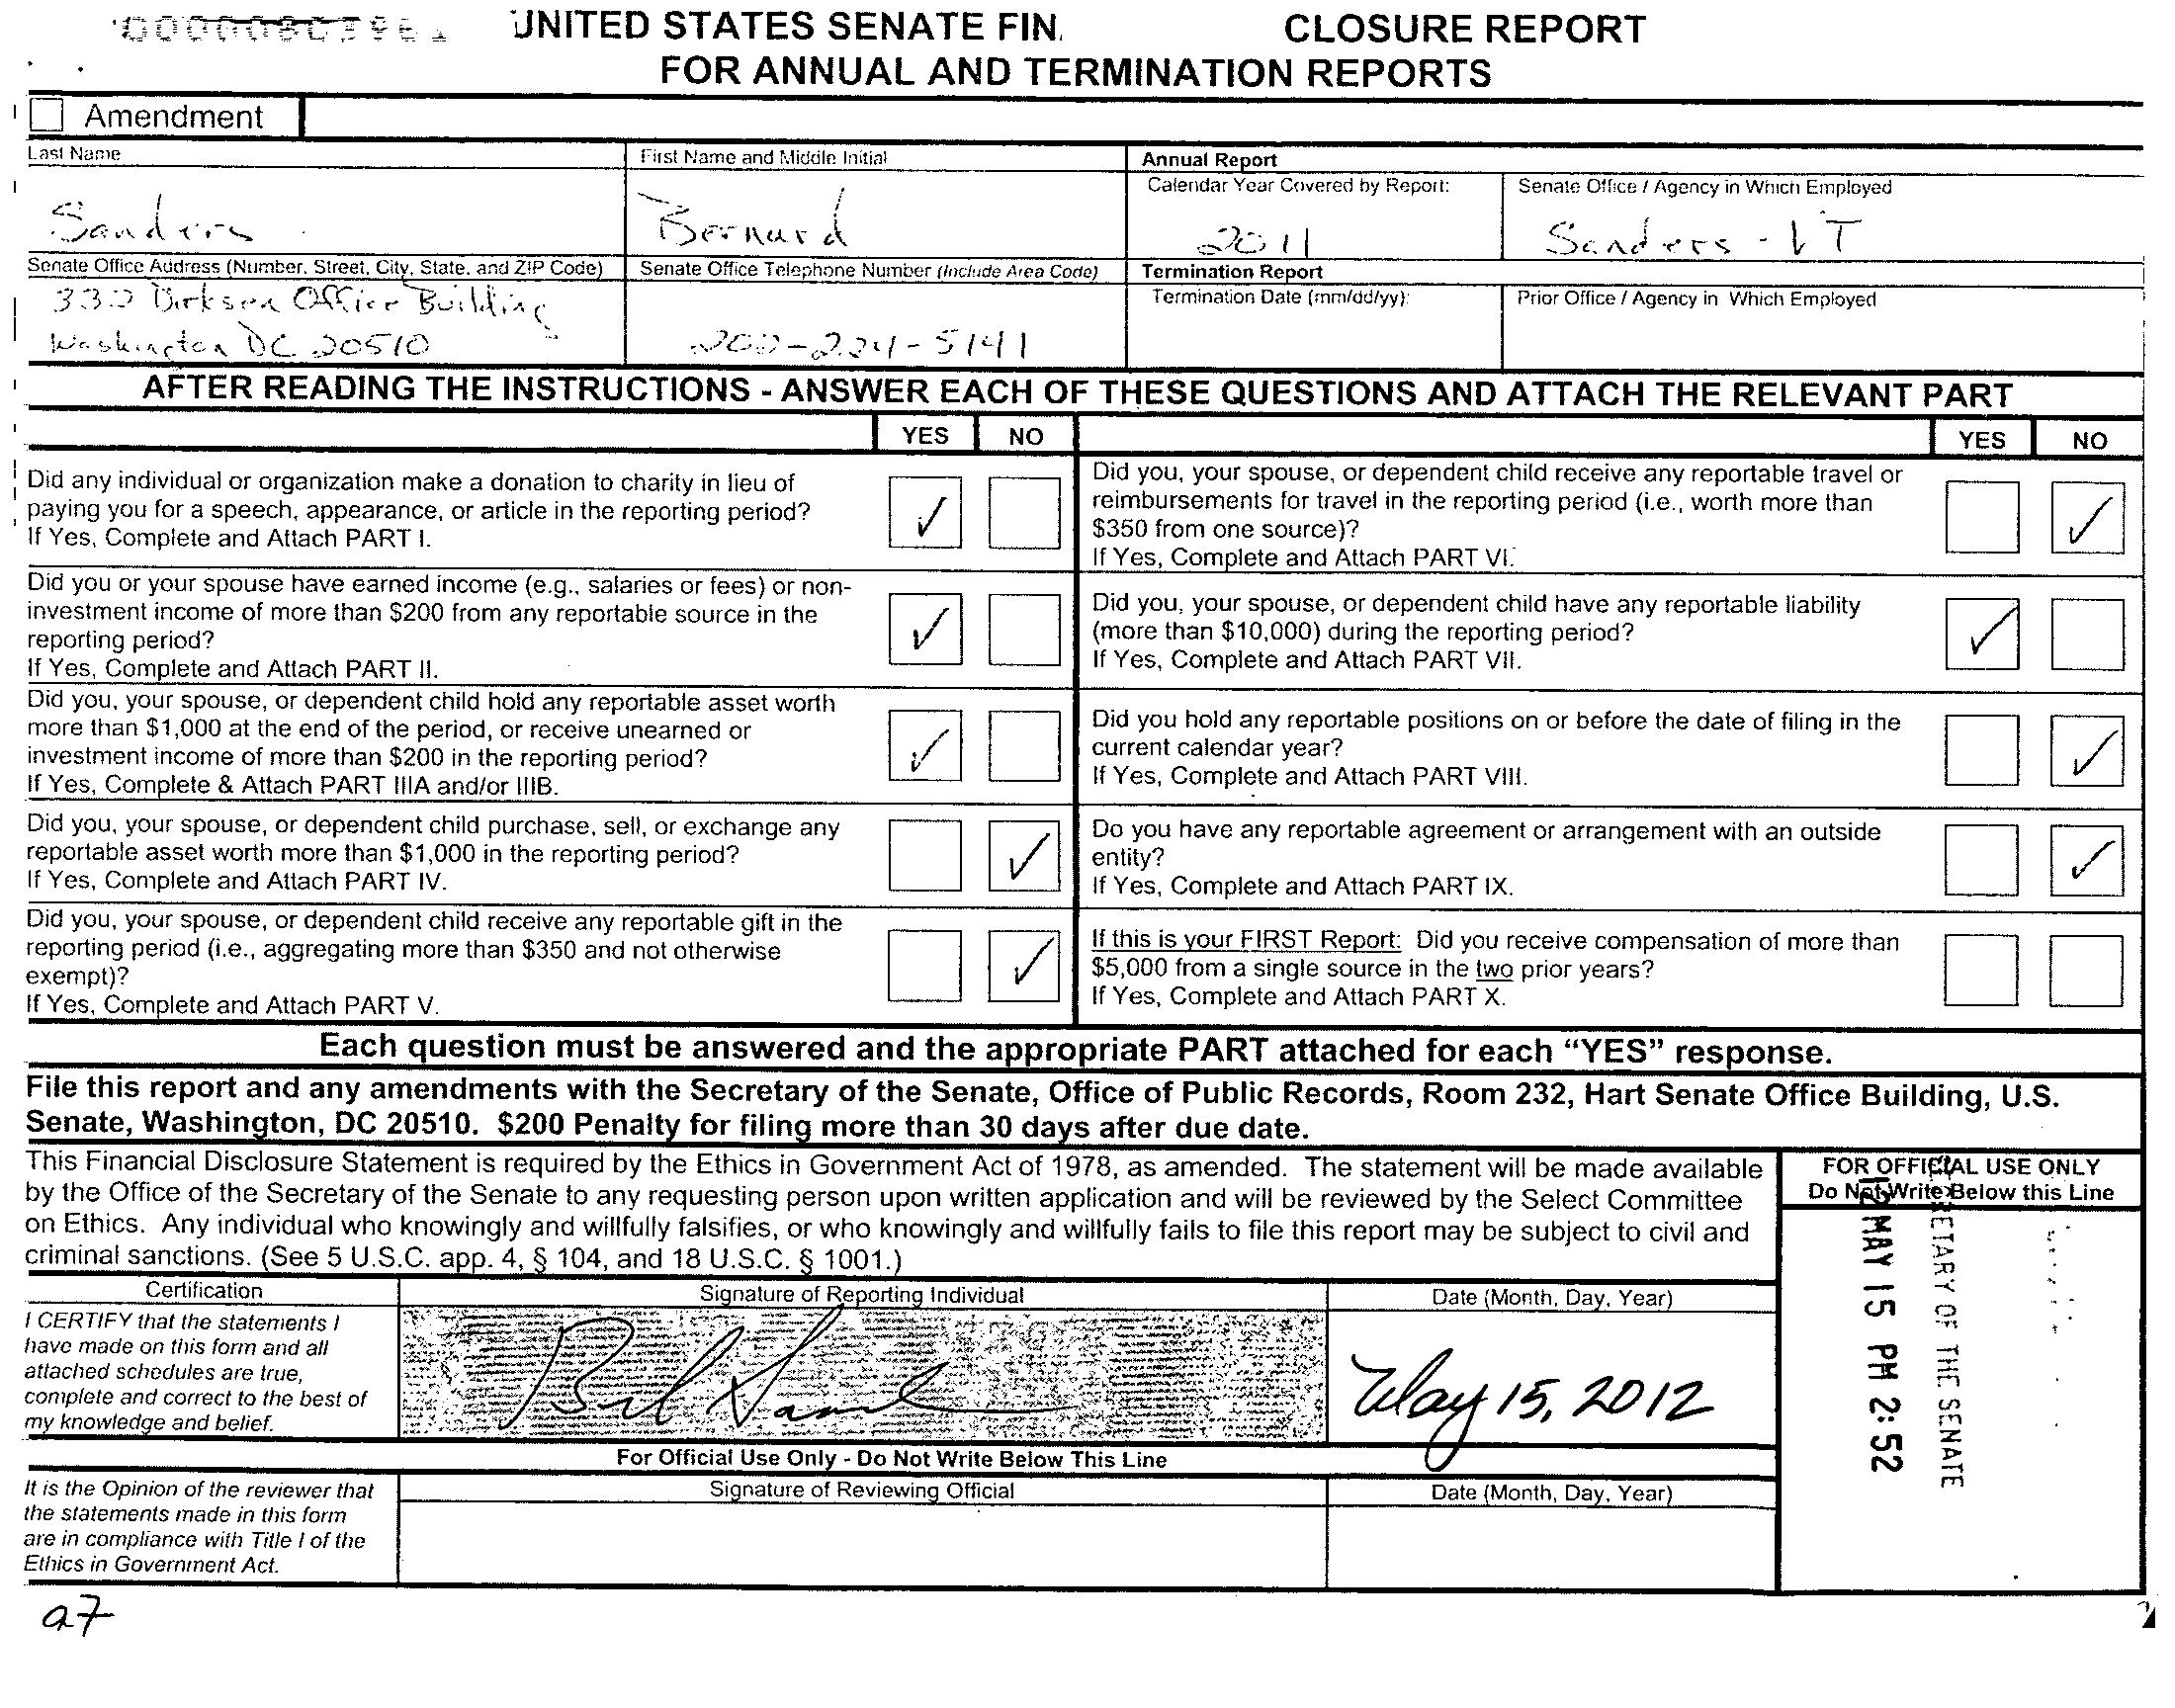 UNITED STATES SENATE FIN CLOSURE REPORT
FOR ANNUAL AND TERMINATION REPORTS
Amendment
Last Name
First Name and Middle Initial
Annual Report
Calendar Year Covered by Report:
Senate Office / Agency in Which Employed
Sanders
Bernard
2011
Sanders - VT
Senate Office Address (Number, Street, City, State, and ZIP Code)
Senate Office Telephone Number (Include Area Code)
Termination Report
Termination Date (mm/dd/yy):
Prior Office / Agency in Which Employed
332 Dirksen Office Building
Washington DC 20510
202-224-5141
AFTER READING THE INSTRUCTIONS - ANSWER EACH OF THESE QUESTIONS AND ATTACH THE RELEVANT PART
YES NO
YES NO
Did any individual or organization make a donation to charity in lieu of
paying you for a speech, appearance, or article in the reporting period?
If Yes, Complete and Attach PART I.
Did you or your spouse have earned income (e.g., salaries or fees) or non-
investment income of more than $200 from any reportable source in the
reporting period?
If Yes, Complete and Attach PART II.
Did you, your spouse, or dependent child hold any reportable asset worth
more than $1,000 at the end of the period, or receive unearned or
investment income of more than $200 in the reporting period?
If Yes, Complete & Attach PART IIIA and/or IIIB.
Did you, your spouse, or dependent child purchase, sell, or exchange any
reportable asset worth more than $1,000 in the reporting period?
If Yes, Complete and Attach PART IV.
Did you, your spouse, or dependent child receive any reportable gift in the
reporting period (i.e., aggregating more than $350 and not otherwise
exempt)?
If Yes, Complete and Attach PART V.
Did you, your spouse, or dependent child receive any reportable travel or
reimbursements for travel in the reporting period (i.e., worth more than
$350 from one source)?
If Yes, Complete and Attach PART VI.
Did you, your spouse, or dependent child have any reportable liability
(more than $10,000) during the reporting period?
If Yes, Complete and Attach PART VII.
Did you hold any reportable positions on or before the date of filing in the
current calendar year?
If Yes, Complete and Attach PART VIII.
Do you have any reportable agreement or arrangement with an outside
entity?
If Yes, Complete and Attach PART IX.
If this is your FIRST Report: Did you receive compensation of more than
$5,000 from a single source in the two prior years?
If Yes, Complete and Attach PART X.
Each question must be answered and the appropriate PART attached for each “YES” response.
File this report and any amendments with the Secretary of the Senate, Office of Public Records, Room 232, Hart Senate Office Building, U.S.
Senate, Washington, DC 20510. $200 Penalty for filing more than 30 days after due date.
This Financial Disclosure Statement is required by the Ethics in Government Act of 1978, as amended. The statement will be made available
by the Office of the Secretary of the Senate to any requesting person upon written application and will be reviewed by the Select Committee
on Ethics. Any individual who knowingly and willfully falsifies, or who knowingly and willfully fails to file this report may be subject to civil and
criminal sanctions. (See 5 U.S.C. app. 4, § 104, and 18 U.S.C. § 1001.)
FOR OFFICIAL USE ONLY
Do Not Write Below this Line
SECRETARY OF THE SENATE
12 MAY 15 PM 2:52
Certification
Signature of Reporting Individual
Date (Month, Day, Year)
I CERTIFY that the statements I
have made on this form and all
attached schedules are true,
complete and correct to the best of
my knowledge and belief.
May 15, 2012
For Official Use Only - Do Not Write Below This Line
It is the Opinion of the reviewer that
the statements made in this form
are in compliance with Title I of the
Ethics in Government Act.
Signature of Reviewing Official
Date (Month, Day, Year)